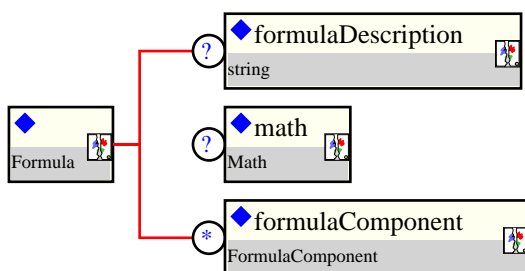 ? formulaDescription
string
Formula
? math
Math
* formulaComponent
FormulaComponent